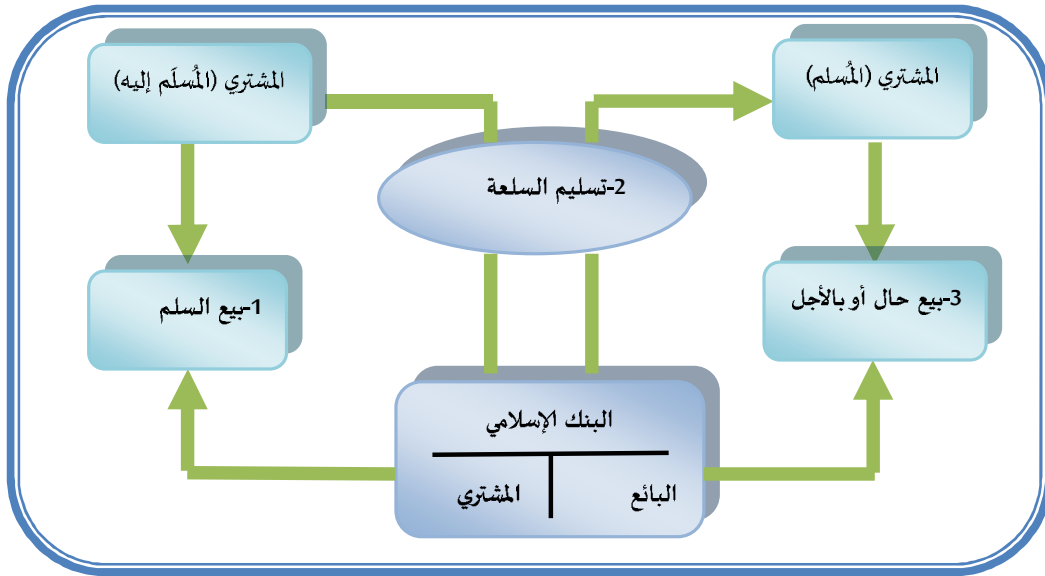 المشتري (المُسلم)
المشتري (المُسلَم إليه)
2-تسليم السلعة
3-بيع حال أو بالأجل
1-بيع السلم
البنك الإسلامي
البائع
المشتري